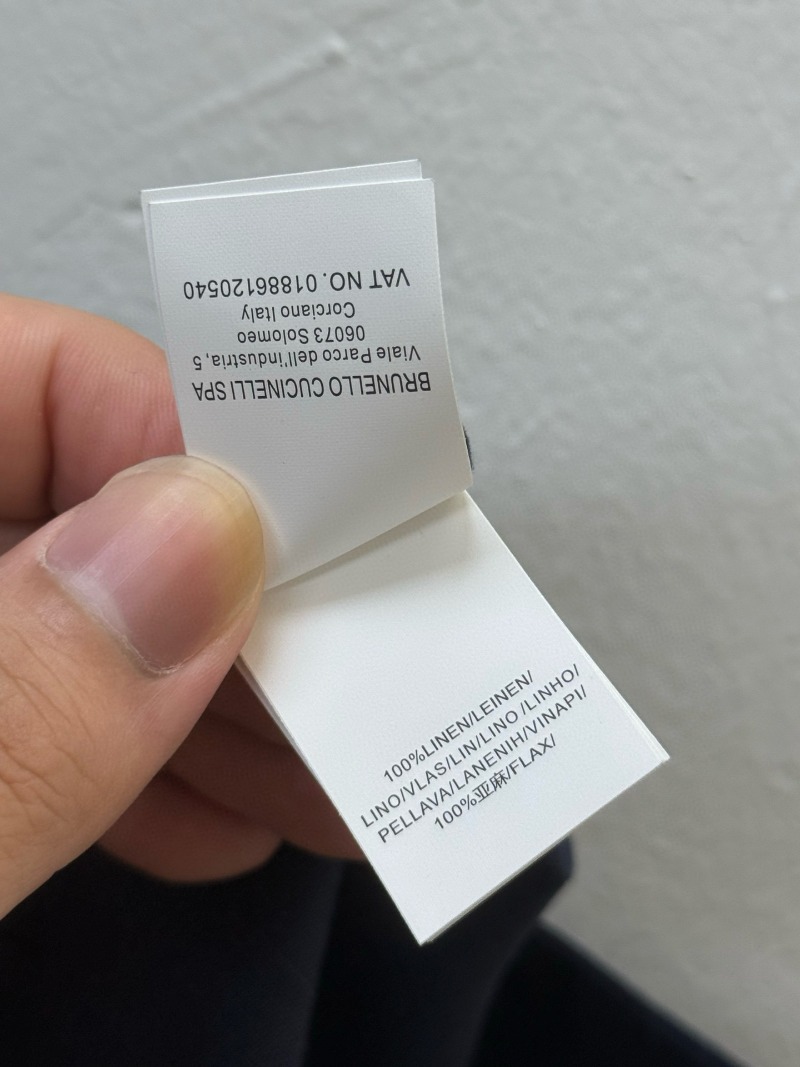 BRUNELLO CUCINELLI SPA
Viale Parco dell'industria, 5
06073 Solomeo
Corciano Italy
VAT NO. 01886120540
100%LINEN/LEINEN/
LINO/VLAS/LIN/LINO /LINHO/
PELLAVA/LANENIH/VINAPI/
100%亚麻/FLAX/